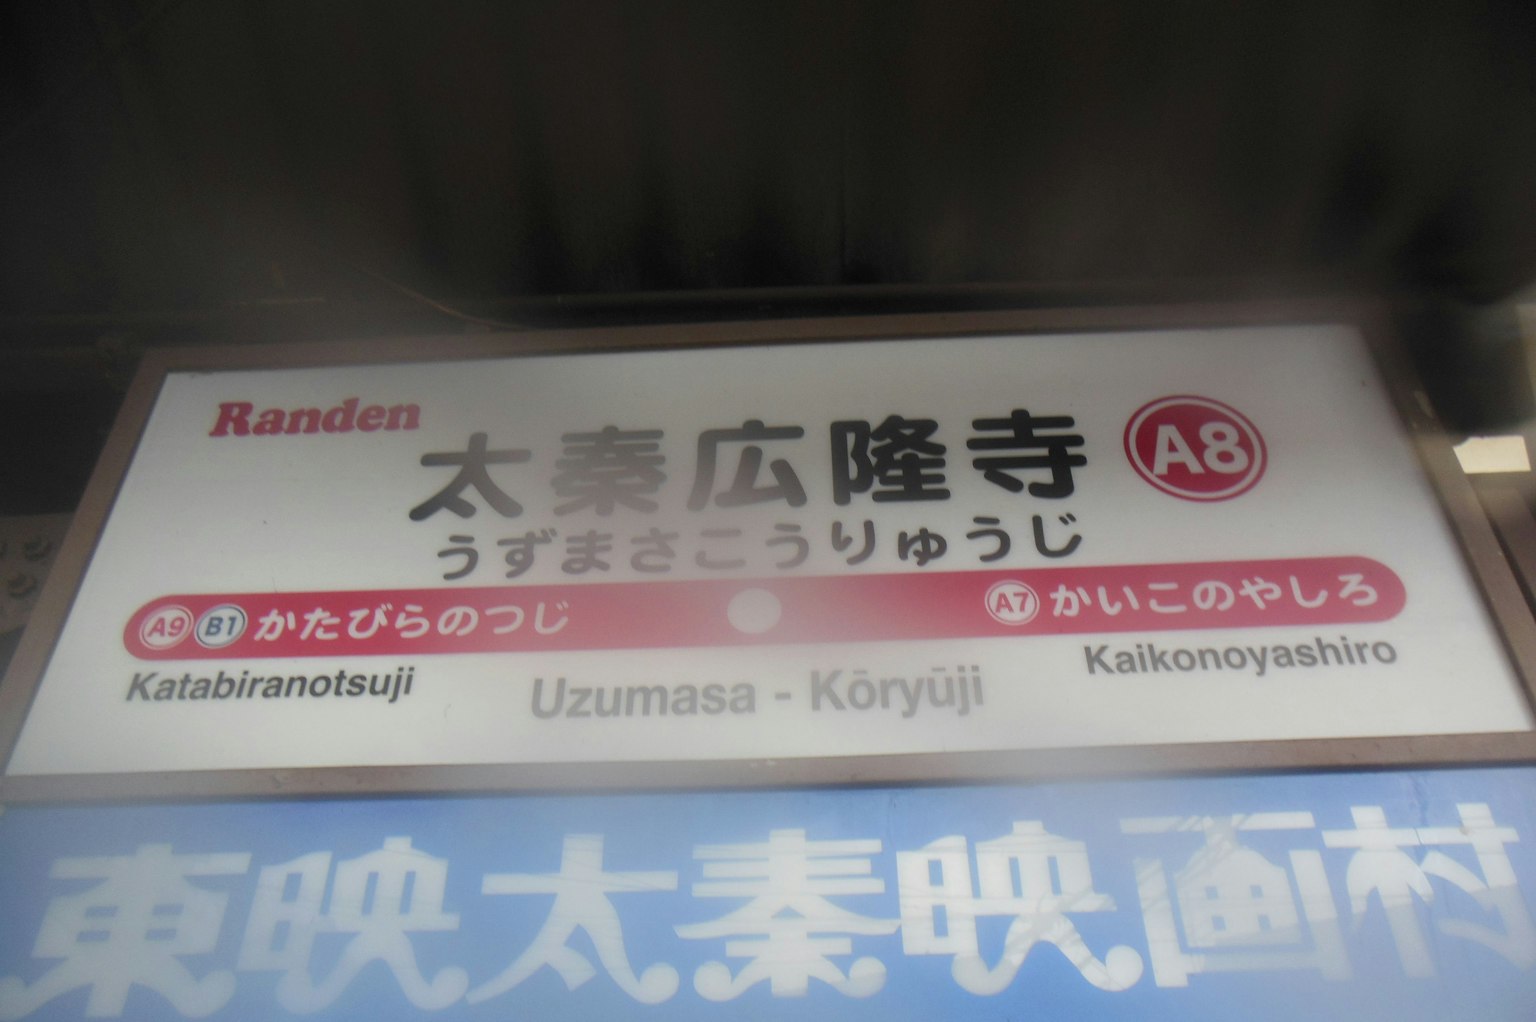 Randen
太秦広隆寺 A8
うずまさこうりゅうじ
A9 B1 かたびらのつじ A7 かいこのやしろ
Katabiranotsuji Uzumasa - Kōryūji Kaikonoyashiro
東映太秦映画村